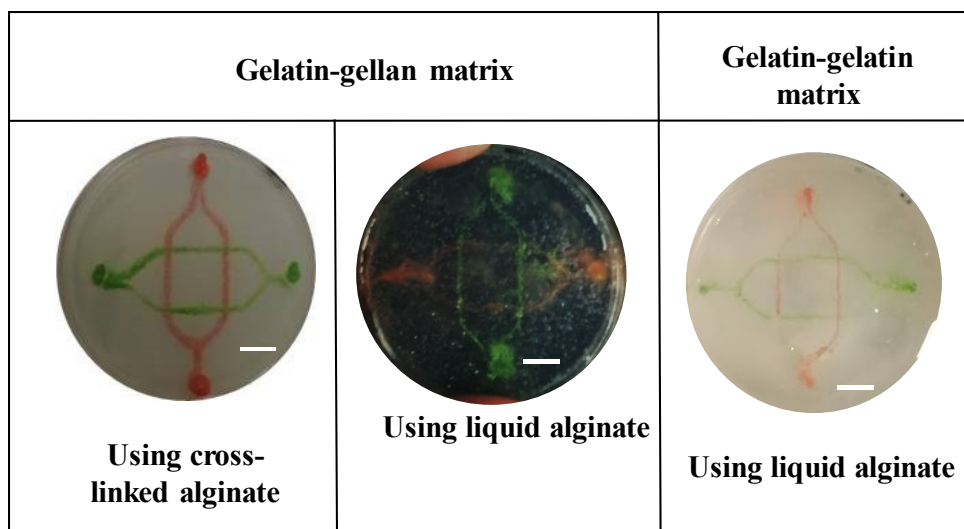 Gelatin-gellan matrix
Gelatin-gelatin
matrix
Using cross-
linked alginate
Using liquid alginate
Using liquid alginate